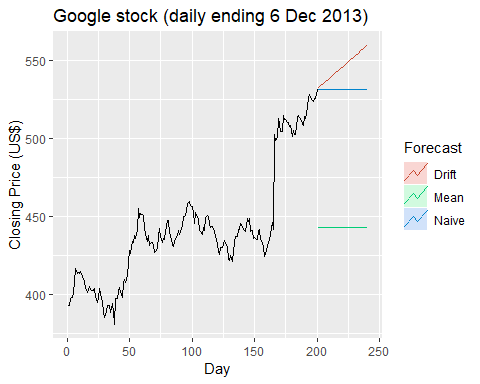 Google stock (daily ending 6 Dec 2013)
550
500
450
400
Closing Price (US$)
0
50
100
150
200
250
Day
Forecast
Drift
Mean
Naive